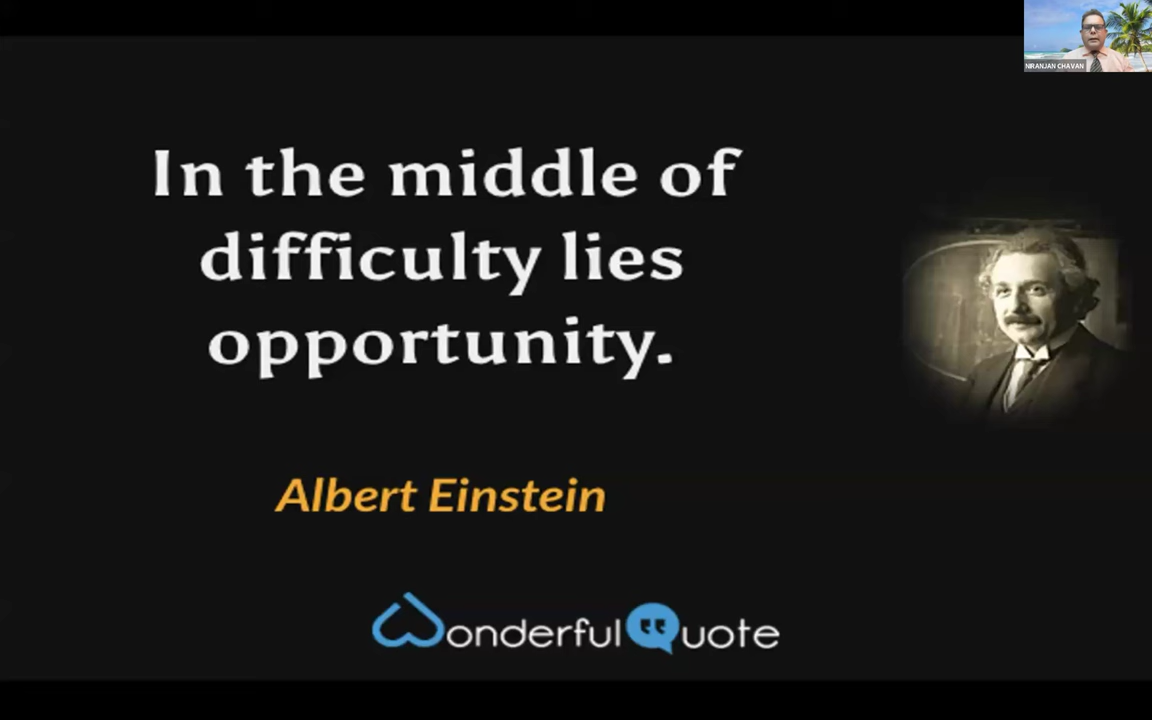 NIRANJAN CHAVAN
In the middle of
difficulty lies
opportunity.
Albert Einstein
WonderfulQuote